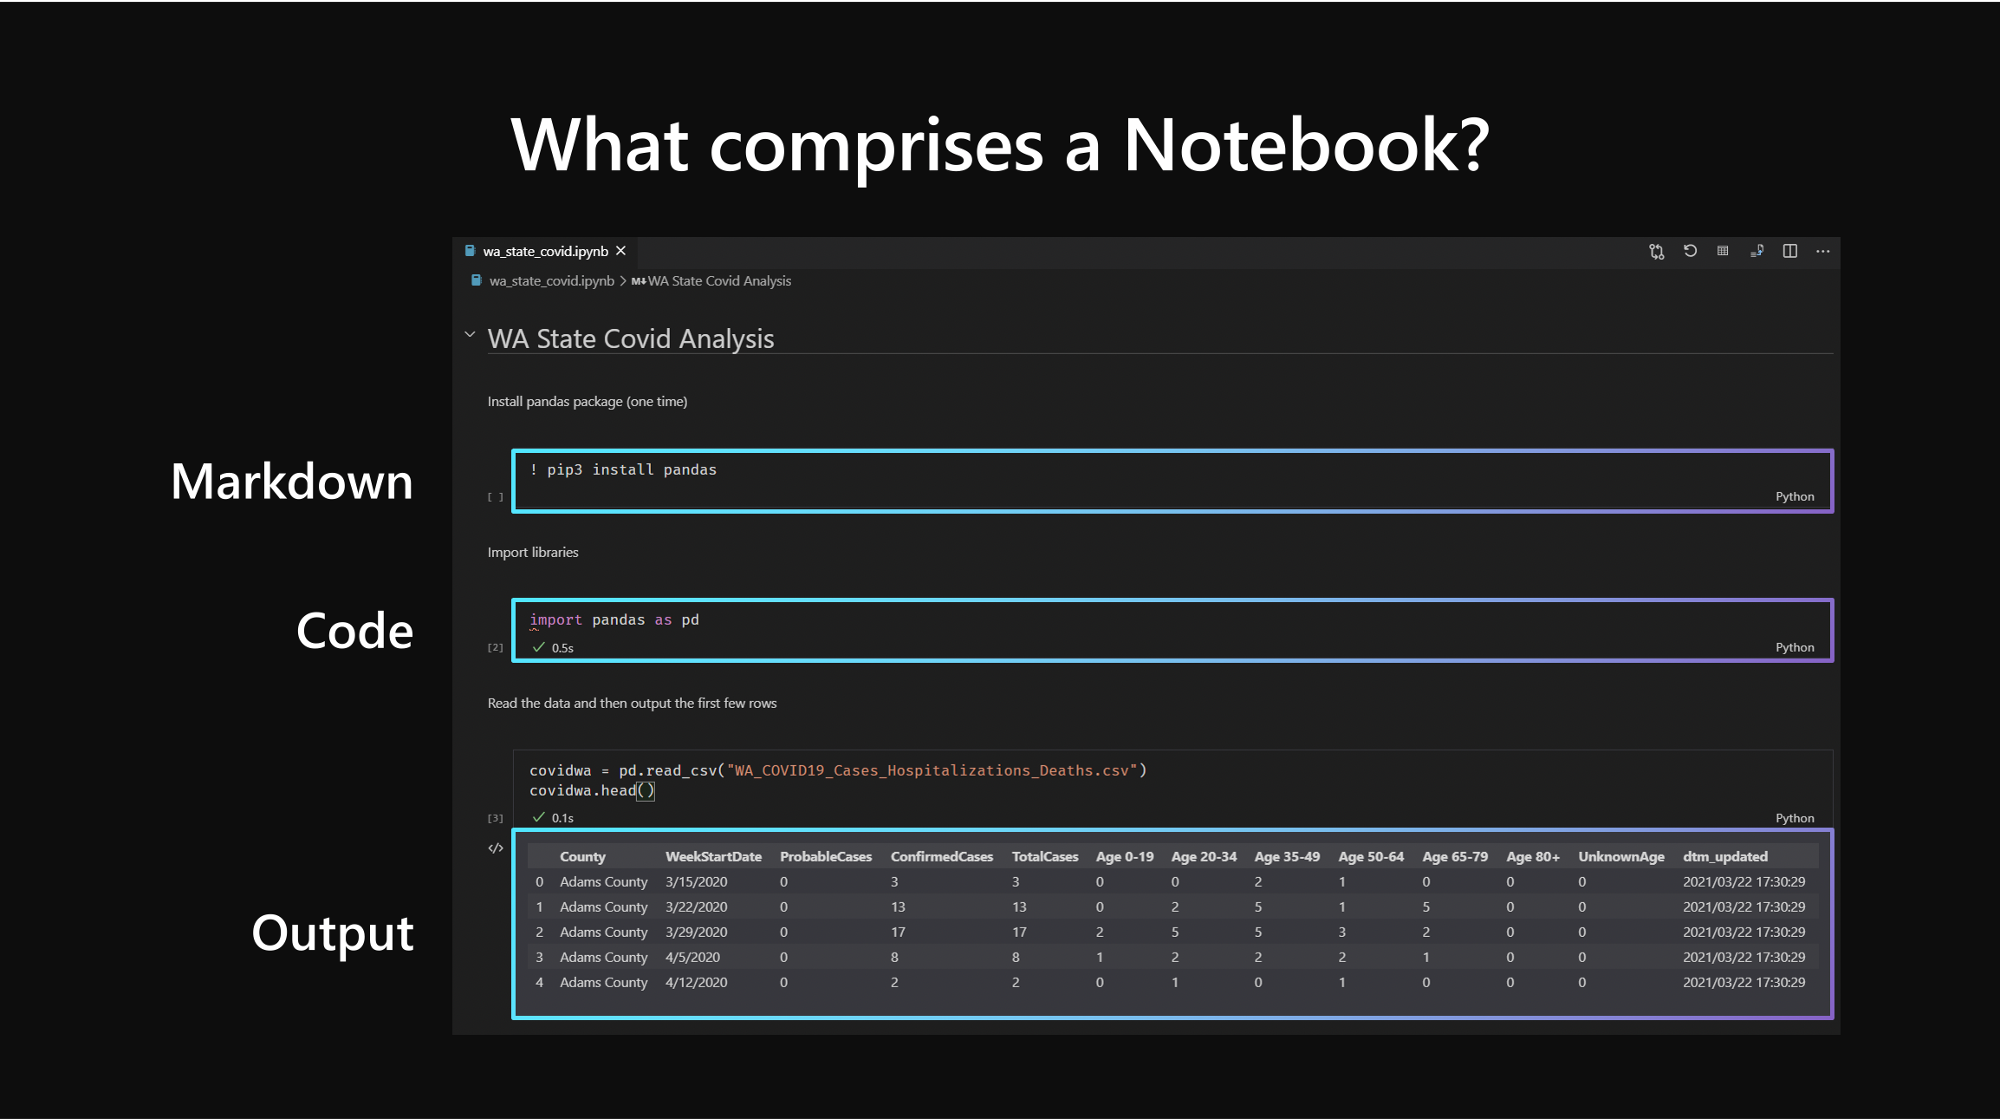 What comprises a Notebook?
wa_state_covid.ipynb
wa_state_covid.ipynb > M↓WA State Covid Analysis
WA State Covid Analysis
Install pandas package (one time)
Markdown
! pip3 install pandas
[ ]
Python
Import libraries
Code
import pandas as pd
[2]
0.5s
Python
Read the data and then output the first few rows
covidwa = pd.read_csv("WA_COVID19_Cases_Hospitalizations_Deaths.csv")
covidwa.head()
[3]
0.1s
Python
Output
County WeekStartDate ProbableCases ConfirmedCases TotalCases Age 0-19 Age 20-34 Age 35-49 Age 50-64 Age 65-79 Age 80+ UnknownAge dtm_updated
0 Adams County 3/15/2020 0 3 3 0 0 2 1 0 0 0 2021/03/22 17:30:29
1 Adams County 3/22/2020 0 13 13 0 2 5 1 5 0 0 2021/03/22 17:30:29
2 Adams County 3/29/2020 0 17 17 2 5 5 3 2 0 0 2021/03/22 17:30:29
3 Adams County 4/5/2020 0 8 8 1 2 2 2 1 0 0 2021/03/22 17:30:29
4 Adams County 4/12/2020 0 2 2 0 1 0 1 0 0 0 2021/03/22 17:30:29